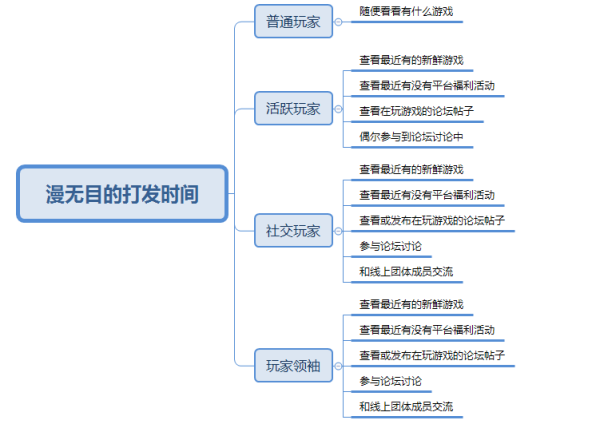 漫无目的打发时间
普通玩家
随便看看有什么游戏
活跃玩家
查看最近有的新鲜游戏
查看最近有没有平台福利活动
查看在玩游戏的论坛帖子
偶尔参与到论坛讨论中
社交玩家
查看最近有的新鲜游戏
查看最近有没有平台福利活动
查看或发布在玩游戏的论坛帖子
参与论坛讨论
和线上团体成员交流
玩家领袖
查看最近有的新鲜游戏
查看最近有没有平台福利活动
查看或发布在玩游戏的论坛帖子
参与论坛讨论
和线上团体成员交流